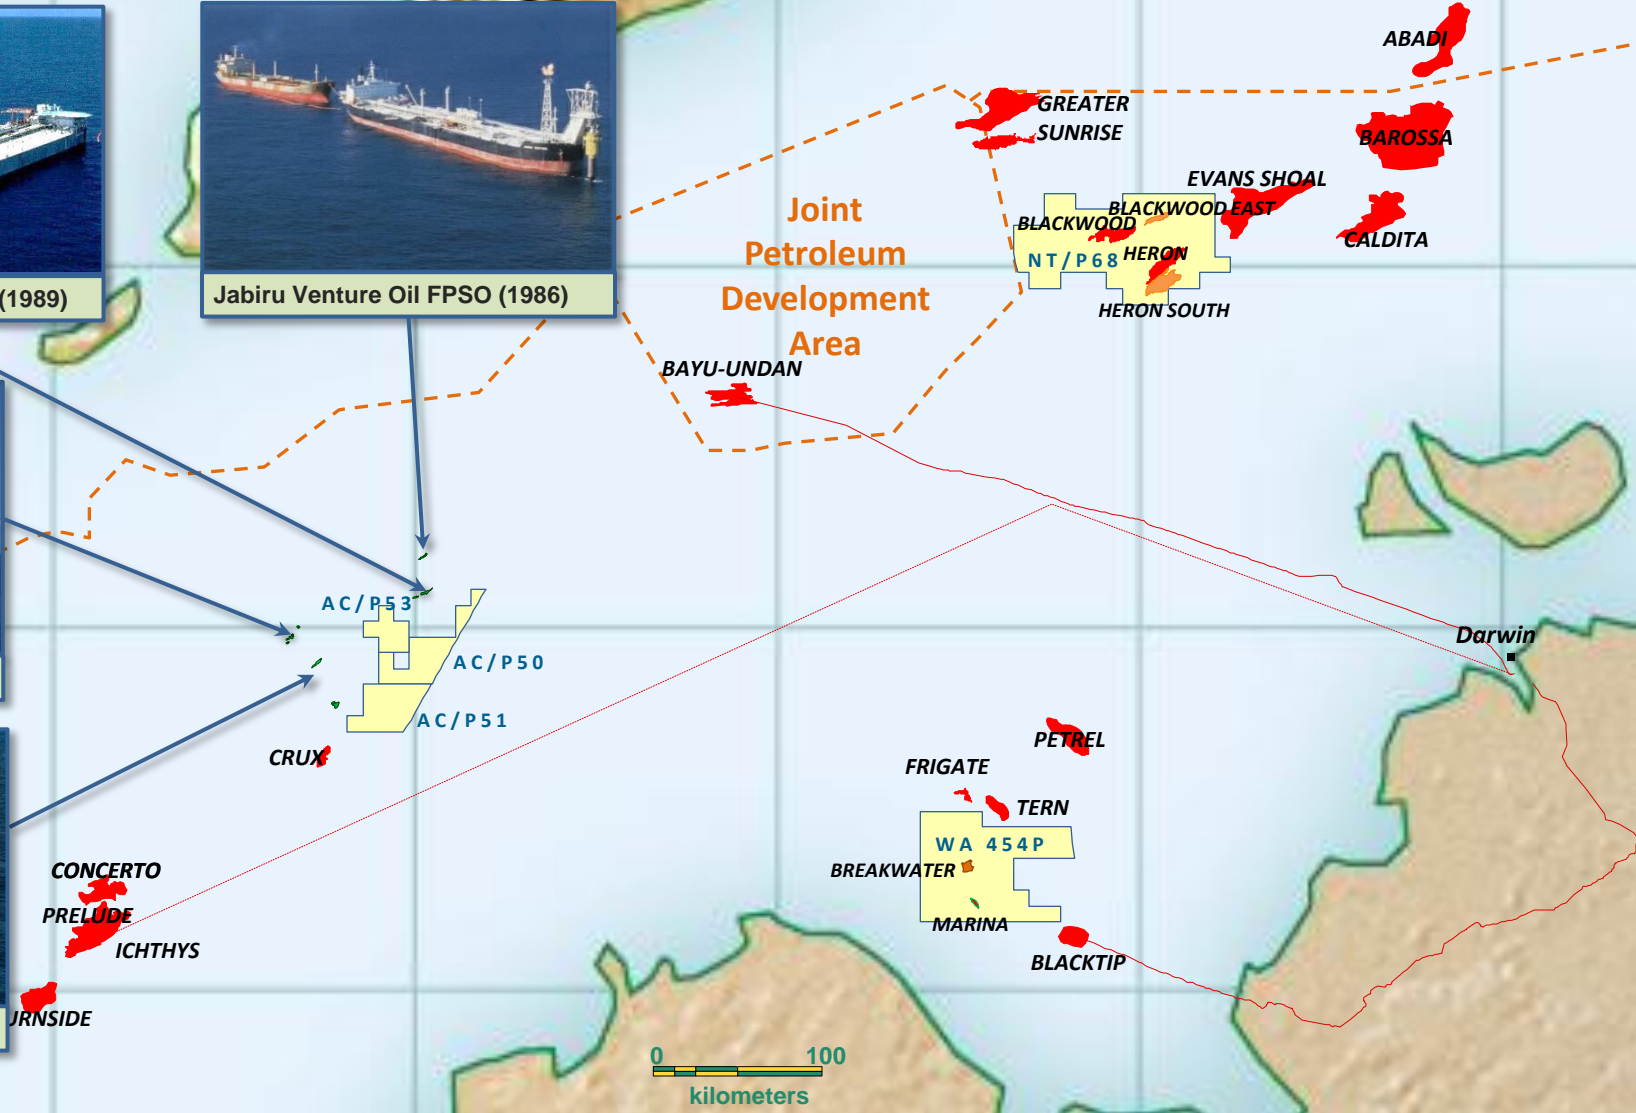 ABADI
GREATER
SUNRISE
BAROSSA
EVANS SHOAL
BLACKWOOD EAST
BLACKWOOD
CALDITA
NT/P68
HERON
HERON SOUTH
Joint
Petroleum
Development
Area
(1989)
Jabiru Venture Oil FPSO (1986)
BAYU-UNDAN
AC/P53
AC/P50
AC/P51
Darwin
CRUX
PETREL
FRIGATE
TERN
WA 454P
BREAKWATER
MARINA
BLACKTIP
CONCERTO
PRELUDE
ICHTHYS
URNSIDE
0 100
kilometers